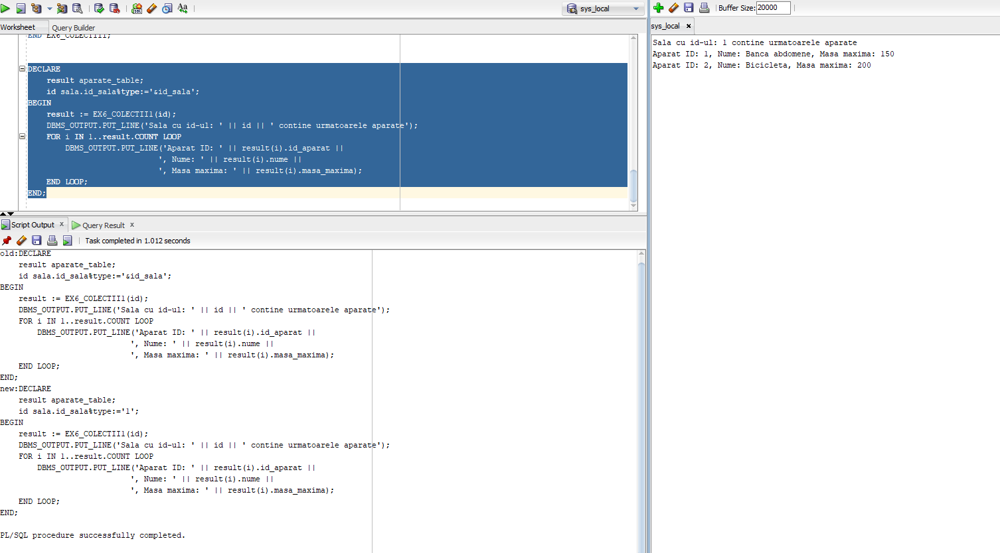 sys_local
Worksheet
Query Builder
END EX6_COLECTII1;
DECLARE
    result aparate_table;
    id sala.id_sala%type:='&id_sala';
BEGIN
    result := EX6_COLECTII1(id);
    DBMS_OUTPUT.PUT_LINE('Sala cu id-ul: ' || id || ' contine urmatoarele aparate');
    FOR i IN 1..result.COUNT LOOP
        DBMS_OUTPUT.PUT_LINE('Aparat ID: ' || result(i).id_aparat ||
                            ', Nume: ' || result(i).nume ||
                            ', Masa maxima: ' || result(i).masa_maxima);
    END LOOP;
END;
Script Output x
Query Result x
Task completed in 1.012 seconds
old:DECLARE
    result aparate_table;
    id sala.id_sala%type:='&id_sala';
BEGIN
    result := EX6_COLECTII1(id);
    DBMS_OUTPUT.PUT_LINE('Sala cu id-ul: ' || id || ' contine urmatoarele aparate');
    FOR i IN 1..result.COUNT LOOP
        DBMS_OUTPUT.PUT_LINE('Aparat ID: ' || result(i).id_aparat ||
                            ', Nume: ' || result(i).nume ||
                            ', Masa maxima: ' || result(i).masa_maxima);
    END LOOP;
END;
new:DECLARE
    result aparate_table;
    id sala.id_sala%type:='1';
BEGIN
    result := EX6_COLECTII1(id);
    DBMS_OUTPUT.PUT_LINE('Sala cu id-ul: ' || id || ' contine urmatoarele aparate');
    FOR i IN 1..result.COUNT LOOP
        DBMS_OUTPUT.PUT_LINE('Aparat ID: ' || result(i).id_aparat ||
                            ', Nume: ' || result(i).nume ||
                            ', Masa maxima: ' || result(i).masa_maxima);
    END LOOP;
END;
PL/SQL procedure successfully completed.
Buffer Size: 20000
sys_local x
Sala cu id-ul: 1 contine urmatoarele aparate
Aparat ID: 1, Nume: Banca abdomene, Masa maxima: 150
Aparat ID: 2, Nume: Bicicleta, Masa maxima: 200